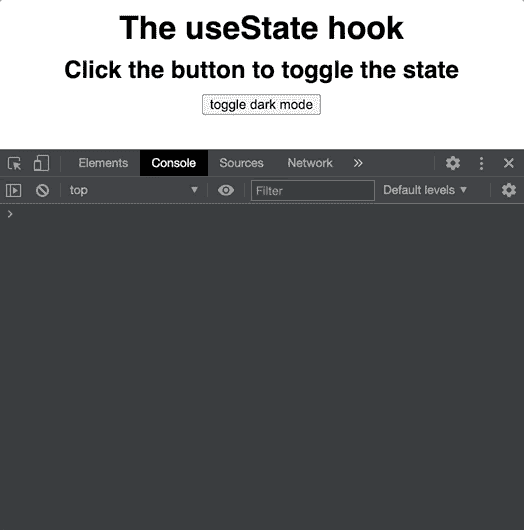 The useState hook
Click the button to toggle the state
toggle dark mode
Elements Console Sources Network »
top Filter Default levels